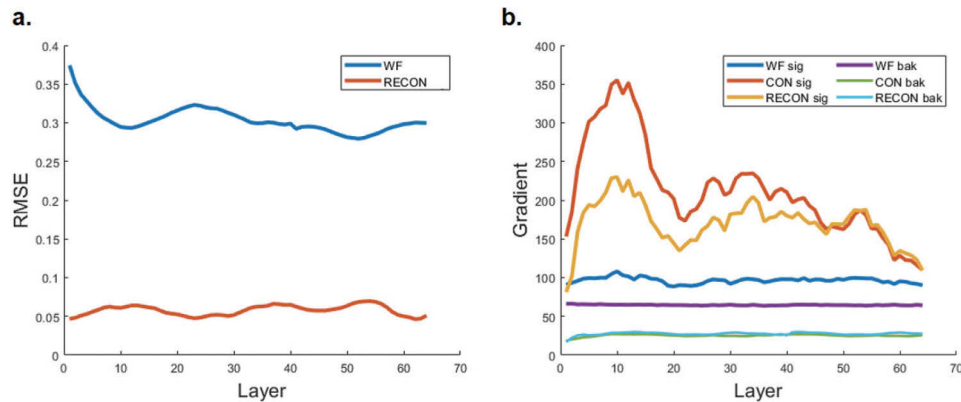 a.
0.4
0.35
0.3
0.25
0.2
0.15
0.1
0.05
0
RMSE
WF
RECON
0 10 20 30 40 50 60 70
Layer
b.
400
350
300
250
200
150
100
50
0
Gradient
WF sig WF bak
CON sig CON bak
RECON sig RECON bak
0 10 20 30 40 50 60 70
Layer